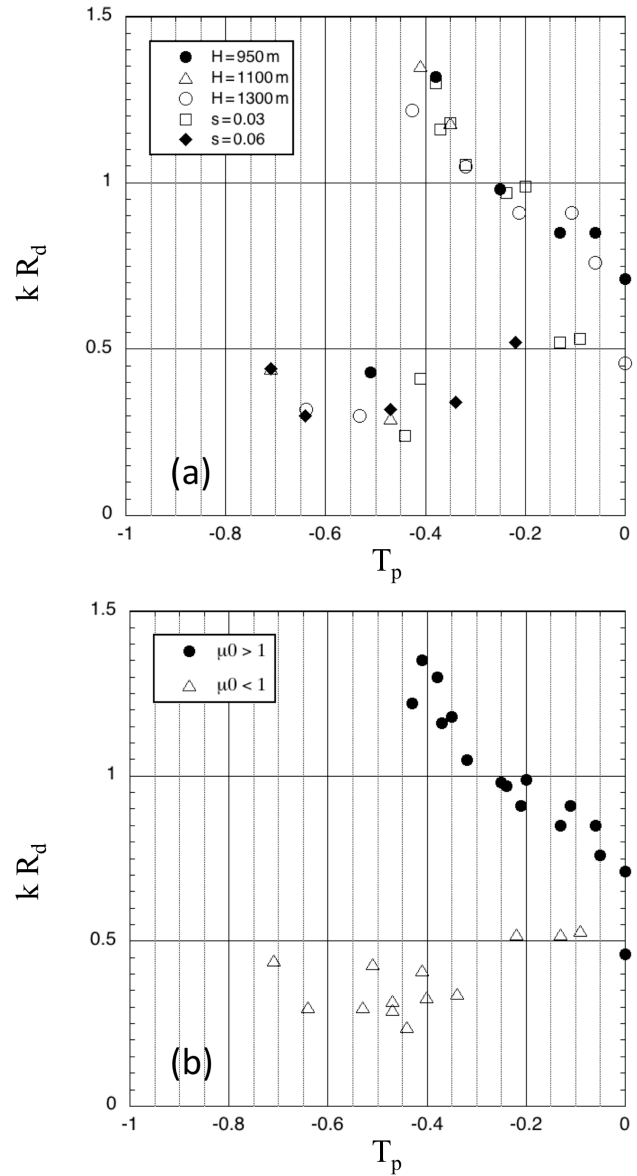 1.5
H=950 m
H=1100 m
H=1300 m
s=0.03
s=0.06
1
k R_d
0.5
(a)
0
-1
-0.8
-0.6
-0.4
-0.2
0
T_p
1.5
μ0 > 1
μ0 < 1
1
k R_d
0.5
(b)
0
-1
-0.8
-0.6
-0.4
-0.2
0
T_p